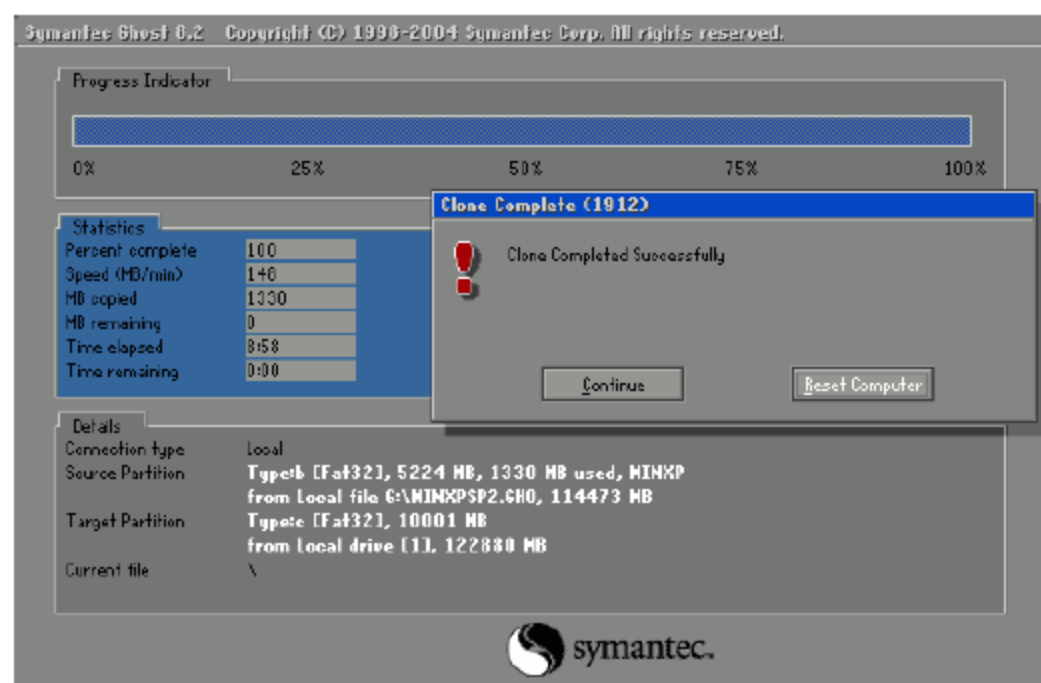 Symantec Ghost 8.2 Copyright (C) 1998-2004 Symantec Corp. All rights reserved.
Progress Indicator
0% 25% 50% 75% 100%
Clone Complete (1912)
Clone Completed Successfully
Continue Reset Computer
Statistics
Percent complete 100
Speed (MB/min) 148
MB copied 1330
MB remaining 0
Time elapsed 8:58
Time remaining 0:00
Details
Connection type Local
Source Partition Type:b [Fat32], 5224 MB, 1330 MB used, WINXP
from Local file G:\WINXPSP2.GHO, 114473 MB
Target Partition Type:c [Fat32], 10001 MB
from Local drive [1], 122880 MB
Current file \
symantec.